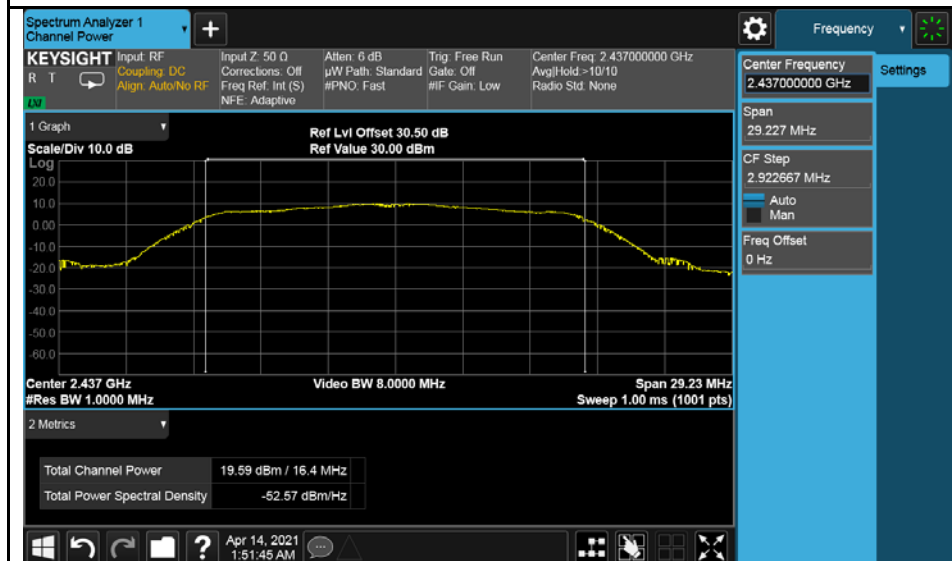 Spectrum Analyzer 1
Channel Power
+
Frequency
KEYSIGHT
R T
LXI
Input: RF
Coupling: DC
Align: Auto/No RF
Input Z: 50 Ω
Corrections: Off
Freq Ref: Int (S)
NFE: Adaptive
Atten: 6 dB
µW Path: Standard
#PNO: Fast
Trig: Free Run
Gate: Off
#IF Gain: Low
Center Freq: 2.437000000 GHz
Avg|Hold:>10/10
Radio Std: None
Center Frequency
2.437000000 GHz
Settings
Span
29.227 MHz
CF Step
2.922667 MHz
Auto
Man
Freq Offset
0 Hz
1 Graph
Scale/Div 10.0 dB
Ref Lvl Offset 30.50 dB
Ref Value 30.00 dBm
Log
20.0
10.0
0.00
-10.0
-20.0
-30.0
-40.0
-50.0
-60.0
Center 2.437 GHz
Video BW 8.0000 MHz
Span 29.23 MHz
#Res BW 1.0000 MHz
Sweep 1.00 ms (1001 pts)
2 Metrics
Total Channel Power 19.59 dBm / 16.4 MHz
Total Power Spectral Density -52.57 dBm/Hz
?
Apr 14, 2021
1:51:45 AM